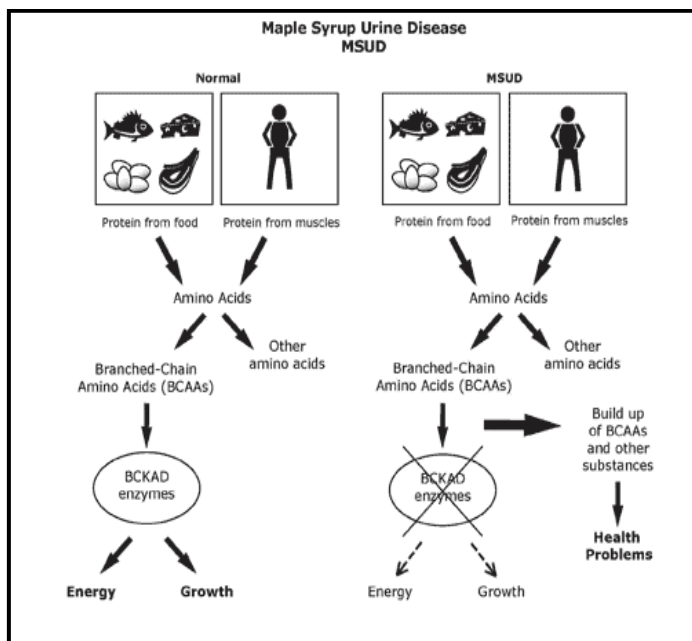 Maple Syrup Urine Disease
MSUD
Normal
Protein from food
Protein from muscles
Amino Acids
Other
amino acids
Branched-Chain
Amino Acids (BCAAs)
BCKAD
enzymes
Energy
Growth
MSUD
Protein from food
Protein from muscles
Amino Acids
Other
amino acids
Branched-Chain
Amino Acids (BCAAs)
Build up
of BCAAs
and other
substances
BCKAD
enzymes
Health
Problems
Energy
Growth